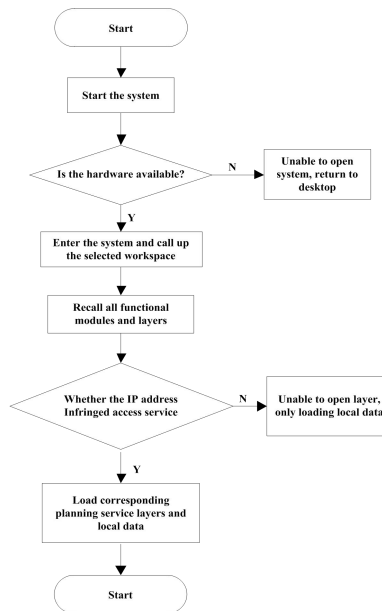 Start
Start the system
Is the hardware available?
N
Unable to open
system, return to
desktop
Y
Enter the system and call up
the selected workspace
Recall all functional
modules and layers
Whether the IP address
Infringed access service
N
Unable to open layer,
only loading local data
Y
Load corresponding
planning service layers and
local data
Start